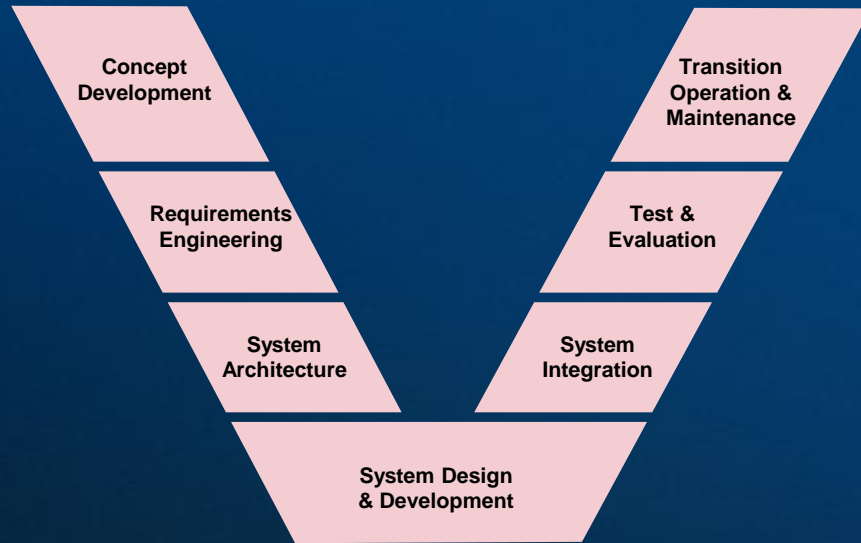 Concept
Development
Requirements
Engineering
System
Architecture
System Design
& Development
System
Integration
Test &
Evaluation
Transition
Operation &
Maintenance